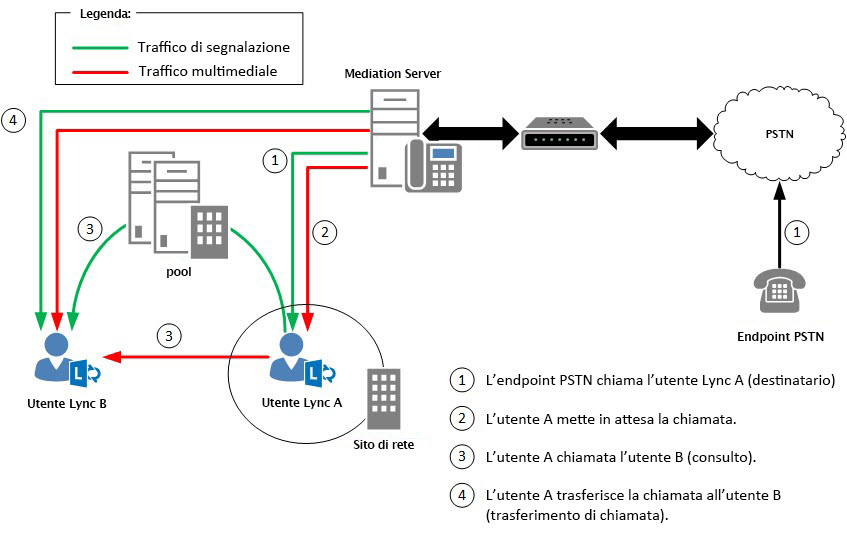 Legenda:
Traffico di segnalazione
Traffico multimediale
Mediation Server
4
1
PSTN
3
2
1
pool
3
Endpoint PSTN
L
L
Utente Lync B
Utente Lync A
Sito di rete
1 L'endpoint PSTN chiama l'utente Lync A (destinatario)
2 L'utente A mette in attesa la chiamata.
3 L'utente A chiamata l'utente B (consulto).
4 L'utente A trasferisce la chiamata all'utente B
(trasferimento di chiamata).